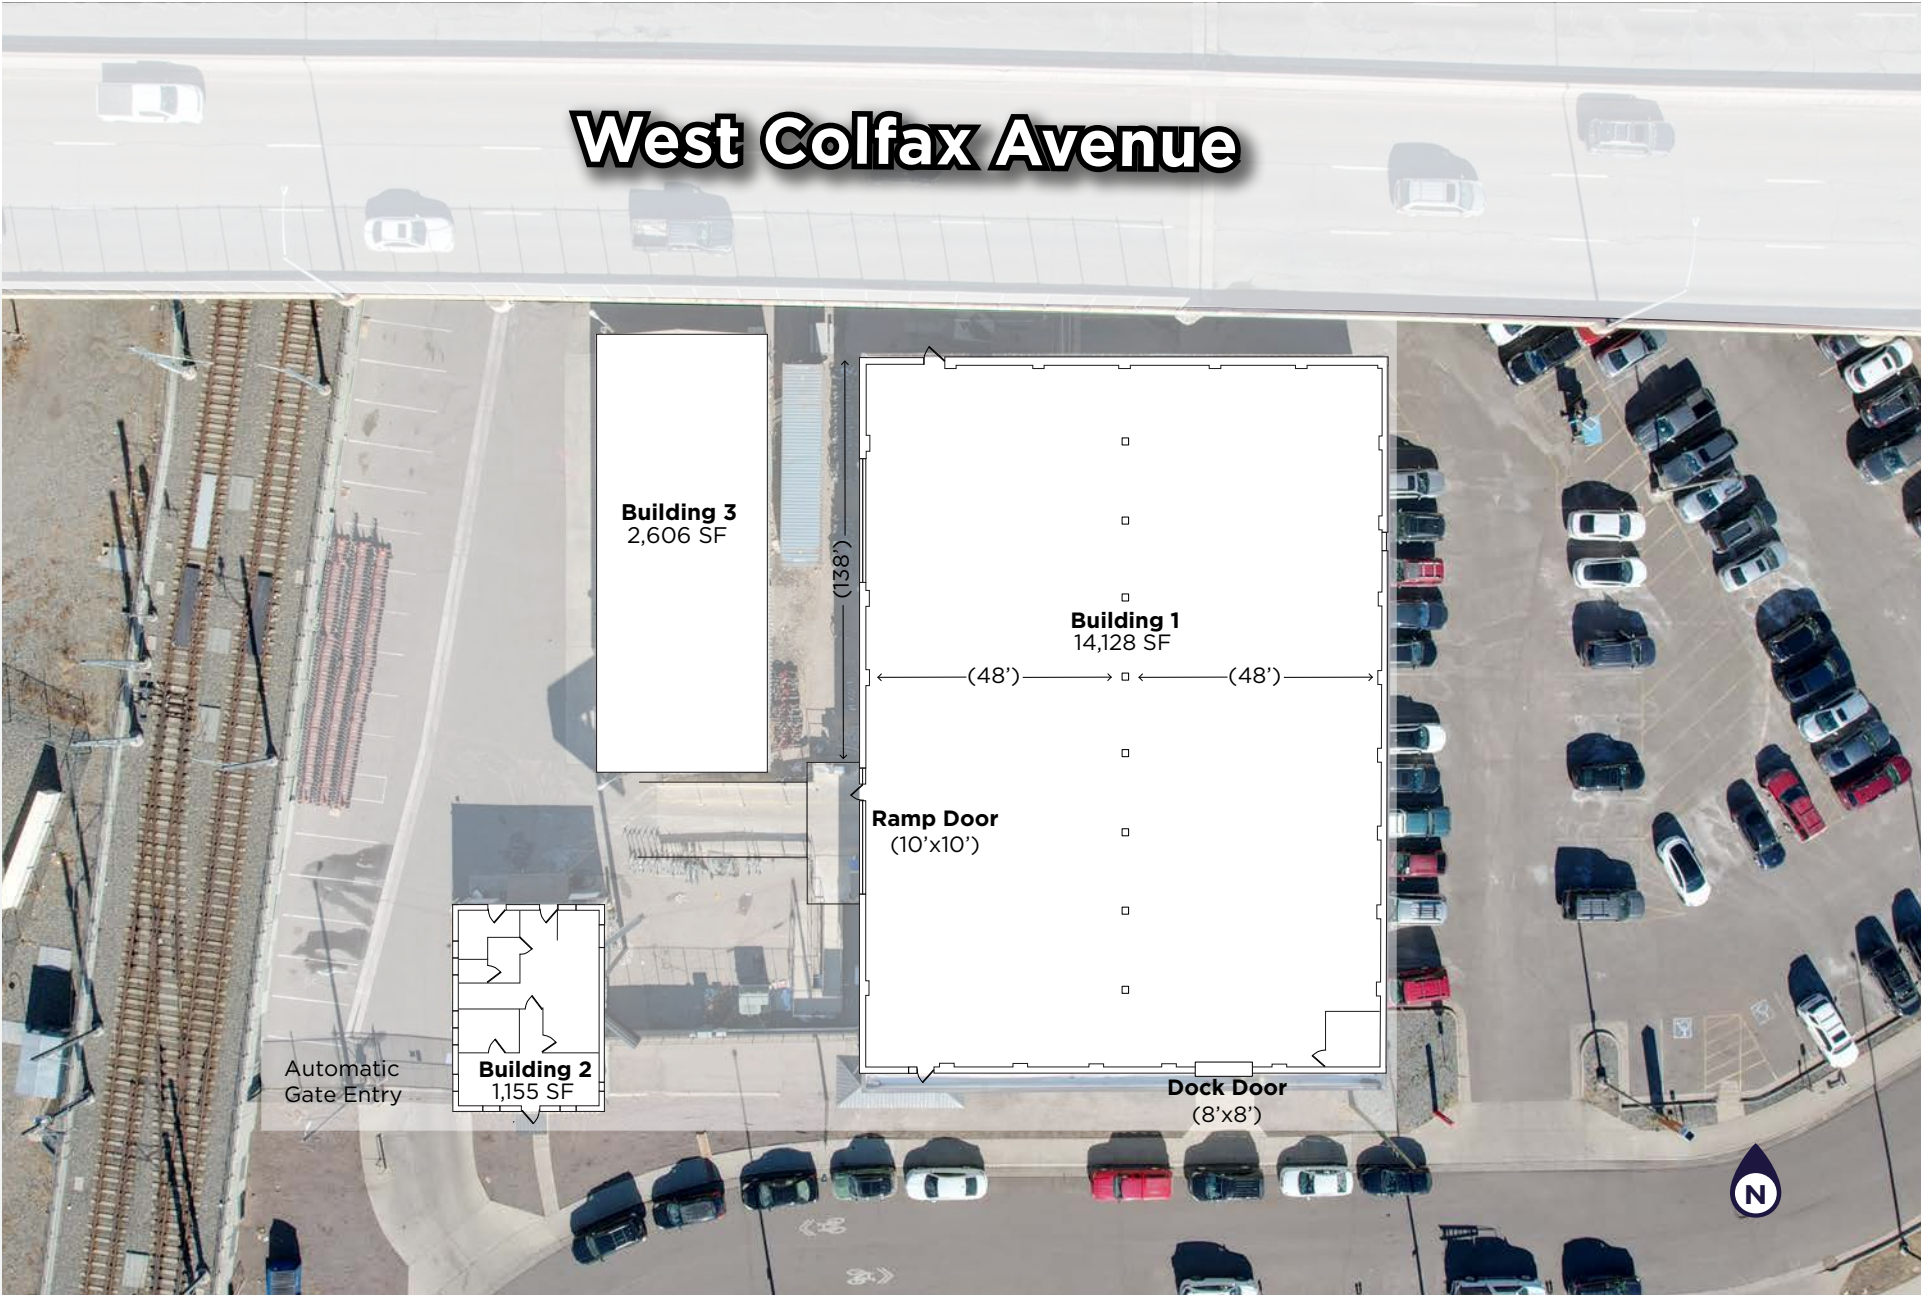 West Colfax Avenue
Building 3
2,606 SF
(138')
Building 1
14,128 SF
(48')
(48')
Ramp Door
(10'x10')
Automatic
Gate Entry
Building 2
1,155 SF
Dock Door
(8'x8')
N